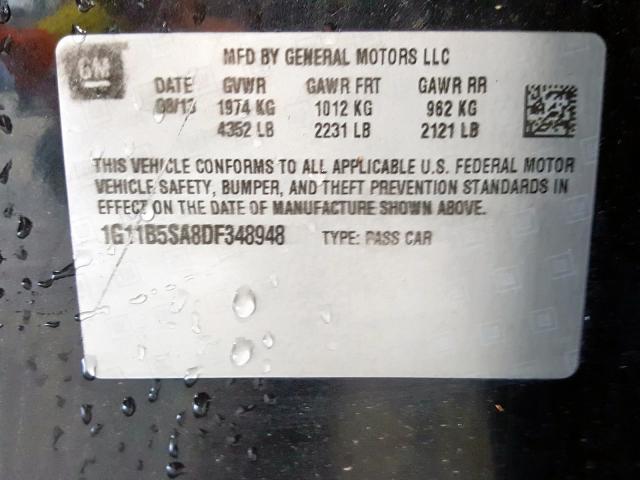 GM
MFD BY GENERAL MOTORS LLC
DATE GVWR GAWR FRT GAWR RR
1974 KG 1012 KG 962 KG
4352 LB 2231 LB 2121 LB
THIS VEHICLE CONFORMS TO ALL APPLICABLE U.S. FEDERAL MOTOR
VEHICLE SAFETY, BUMPER, AND THEFT PREVENTION STANDARDS IN
EFFECT ON THE DATE OF MANUFACTURE SHOWN ABOVE.
1G11B5SA8DF348948 TYPE: PASS CAR